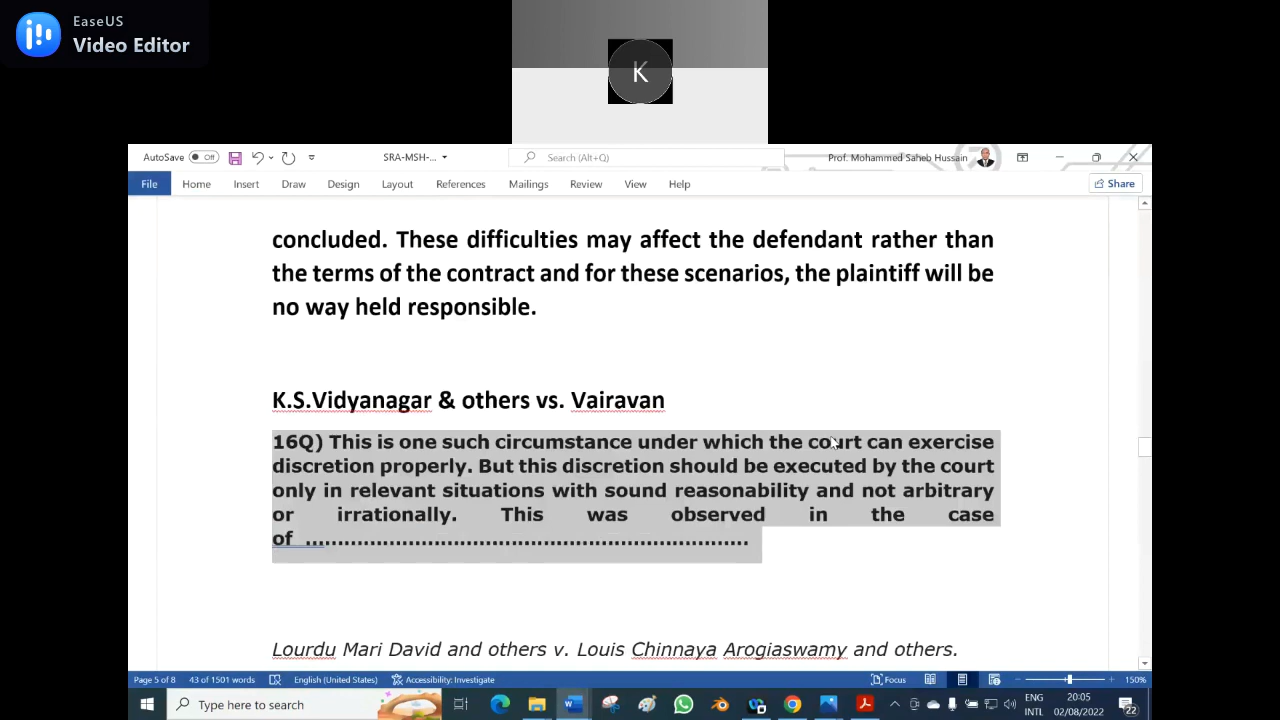 EaseUS
Video Editor
K
AutoSave Off SRA-MSH-... Search (Alt+Q) Prof. Mohammed Saheb Hussain
File Home Insert Draw Design Layout References Mailings Review View Help Share
concluded. These difficulties may affect the defendant rather than
the terms of the contract and for these scenarios, the plaintiff will be
no way held responsible.
K.S.Vidyanagar & others vs. Vairavan
16Q) This is one such circumstance under which the court can exercise
discretion properly. But this discretion should be executed by the court
only in relevant situations with sound reasonability and not arbitrary
or irrationally. This was observed in the case
of ................................................................
Lourdu Mari David and others v. Louis Chinnaya Arogiaswamy and others.
Page 5 of 8 43 of 1501 words English (United States) Accessibility: Investigate Focus 150%
Type here to search ENG 20:05
INTL 02/08/2022 22